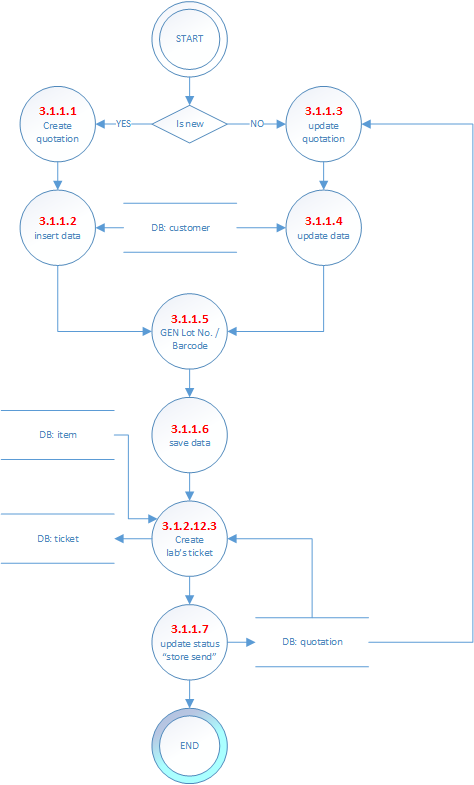 START
3.1.1.1
Create
quotation
YES
Is new
NO
3.1.1.3
update
quotation
3.1.1.2
insert data
DB: customer
3.1.1.4
update data
3.1.1.5
GEN Lot No. /
Barcode
DB: item
3.1.1.6
save data
DB: ticket
3.1.2.12.3
Create
lab's ticket
3.1.1.7
update status
“store send”
DB: quotation
END